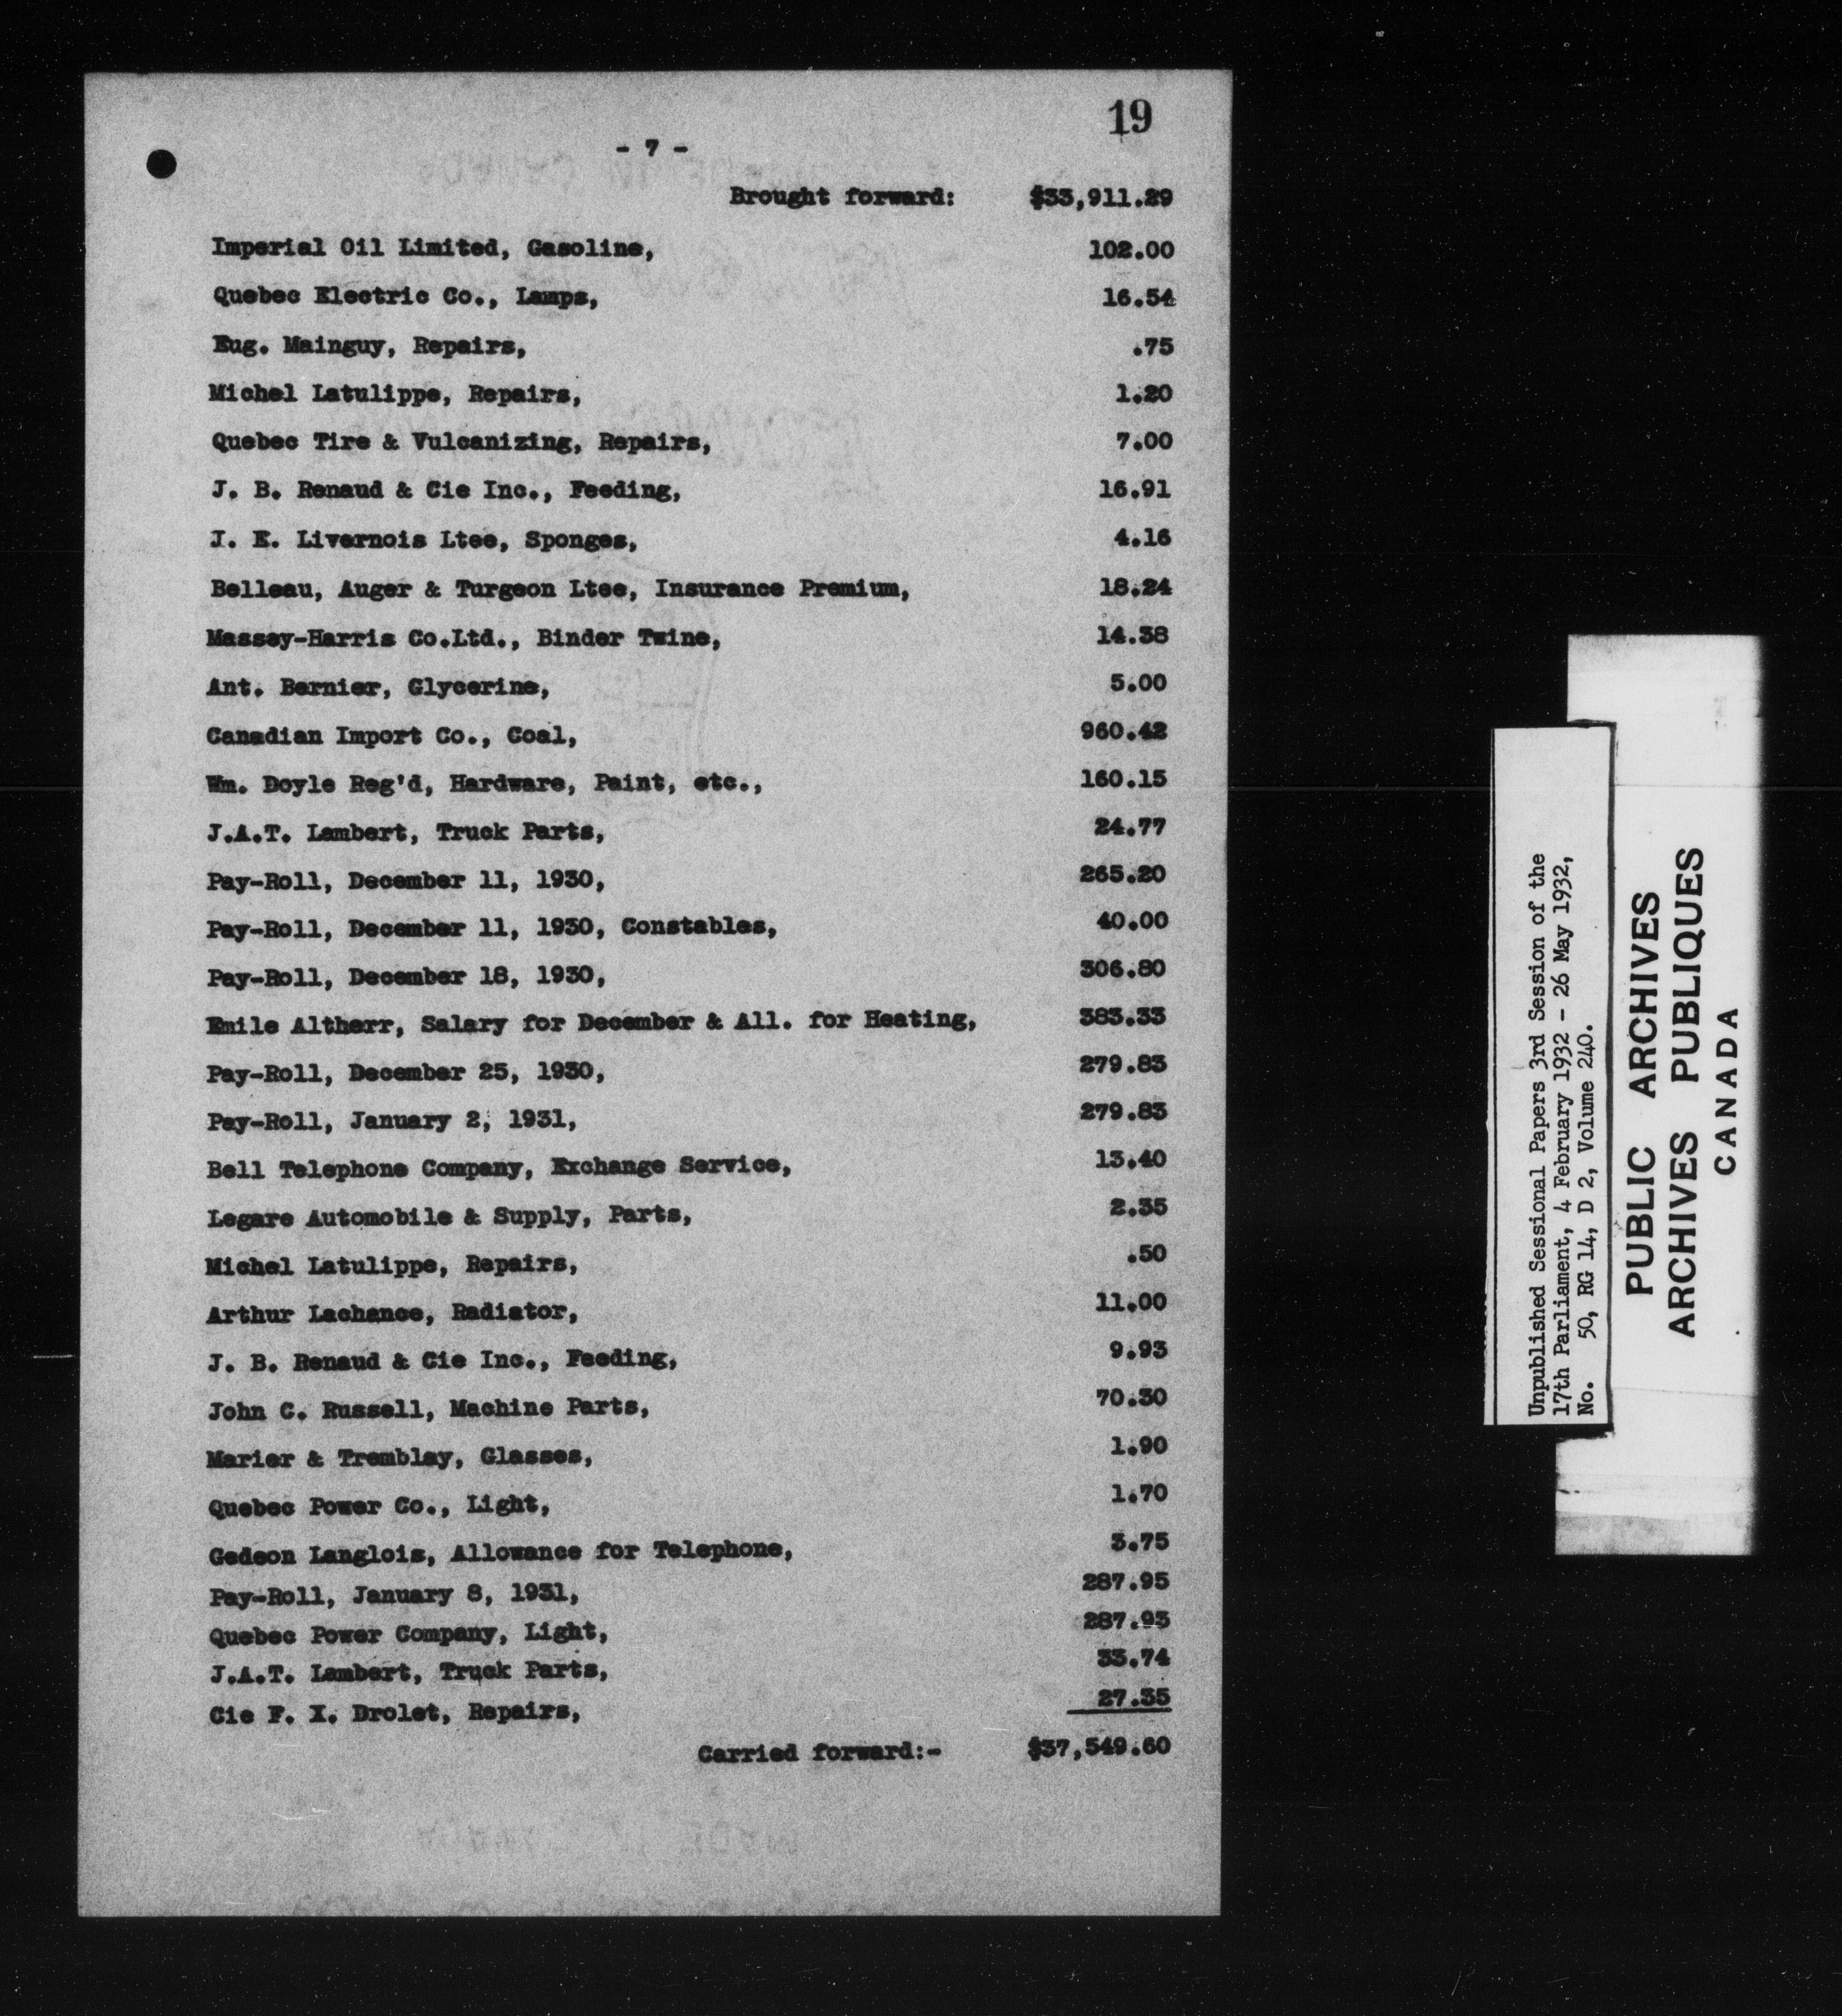 19
- 7 -
Brought forward: $33,911.29
Imperial Oil Limited, Gasoline, 102.00
Quebec Electric Co., Lamps, 16.54
Eug. Mainguy, Repairs, .75
Michel Latulippe, Repairs, 1.20
Quebec Tire & Vulcanizing, Repairs, 7.00
J. B. Renaud & Cie Inc., Feeding, 16.91
J. E. Livernois Ltee, Sponges, 4.16
Belleau, Auger & Turgeon Ltee, Insurance Premium, 18.24
Massey-Harris Co.Ltd., Binder Twine, 14.38
Ant. Bernier, Glycerine, 5.00
Canadian Import Co., Coal, 960.42
Wm. Doyle Reg'd, Hardware, Paint, etc., 160.15
J.A.T. Lambert, Truck Parts, 24.77
Pay-Roll, December 11, 1930, 265.20
Pay-Roll, December 11, 1930, Constables, 40.00
Pay-Roll, December 18, 1930, 306.80
Emile Altherr, Salary for December & All. for Heating, 383.33
Pay-Roll, December 25, 1930, 279.83
Pay-Roll, January 2, 1931, 279.83
Bell Telephone Company, Exchange Service, 13.40
Legare Automobile & Supply, Parts, 2.35
Michel Latulippe, Repairs, .50
Arthur Lachance, Radiator, 11.00
J. B. Renaud & Cie Inc., Feeding, 9.93
John C. Russell, Machine Parts, 70.30
Marier & Tremblay, Glasses, 1.90
Quebec Power Co., Light, 1.70
Gedeon Langlois, Allowance for Telephone, 3.75
Pay-Roll, January 8, 1931, 287.95
Quebec Power Company, Light, 287.93
J.A.T. Lambert, Truck Parts, 33.74
Cie F. X. Drolet, Repairs, 27.35
Carried forward:- $37,549.60
Unpublished Sessional Papers 3rd Session of the
17th Parliament, 4 February 1932 - 26 May 1932,
No. 50, RG 14, D 2, Volume 240.
PUBLIC ARCHIVES
ARCHIVES PUBLIQUES
CANADA